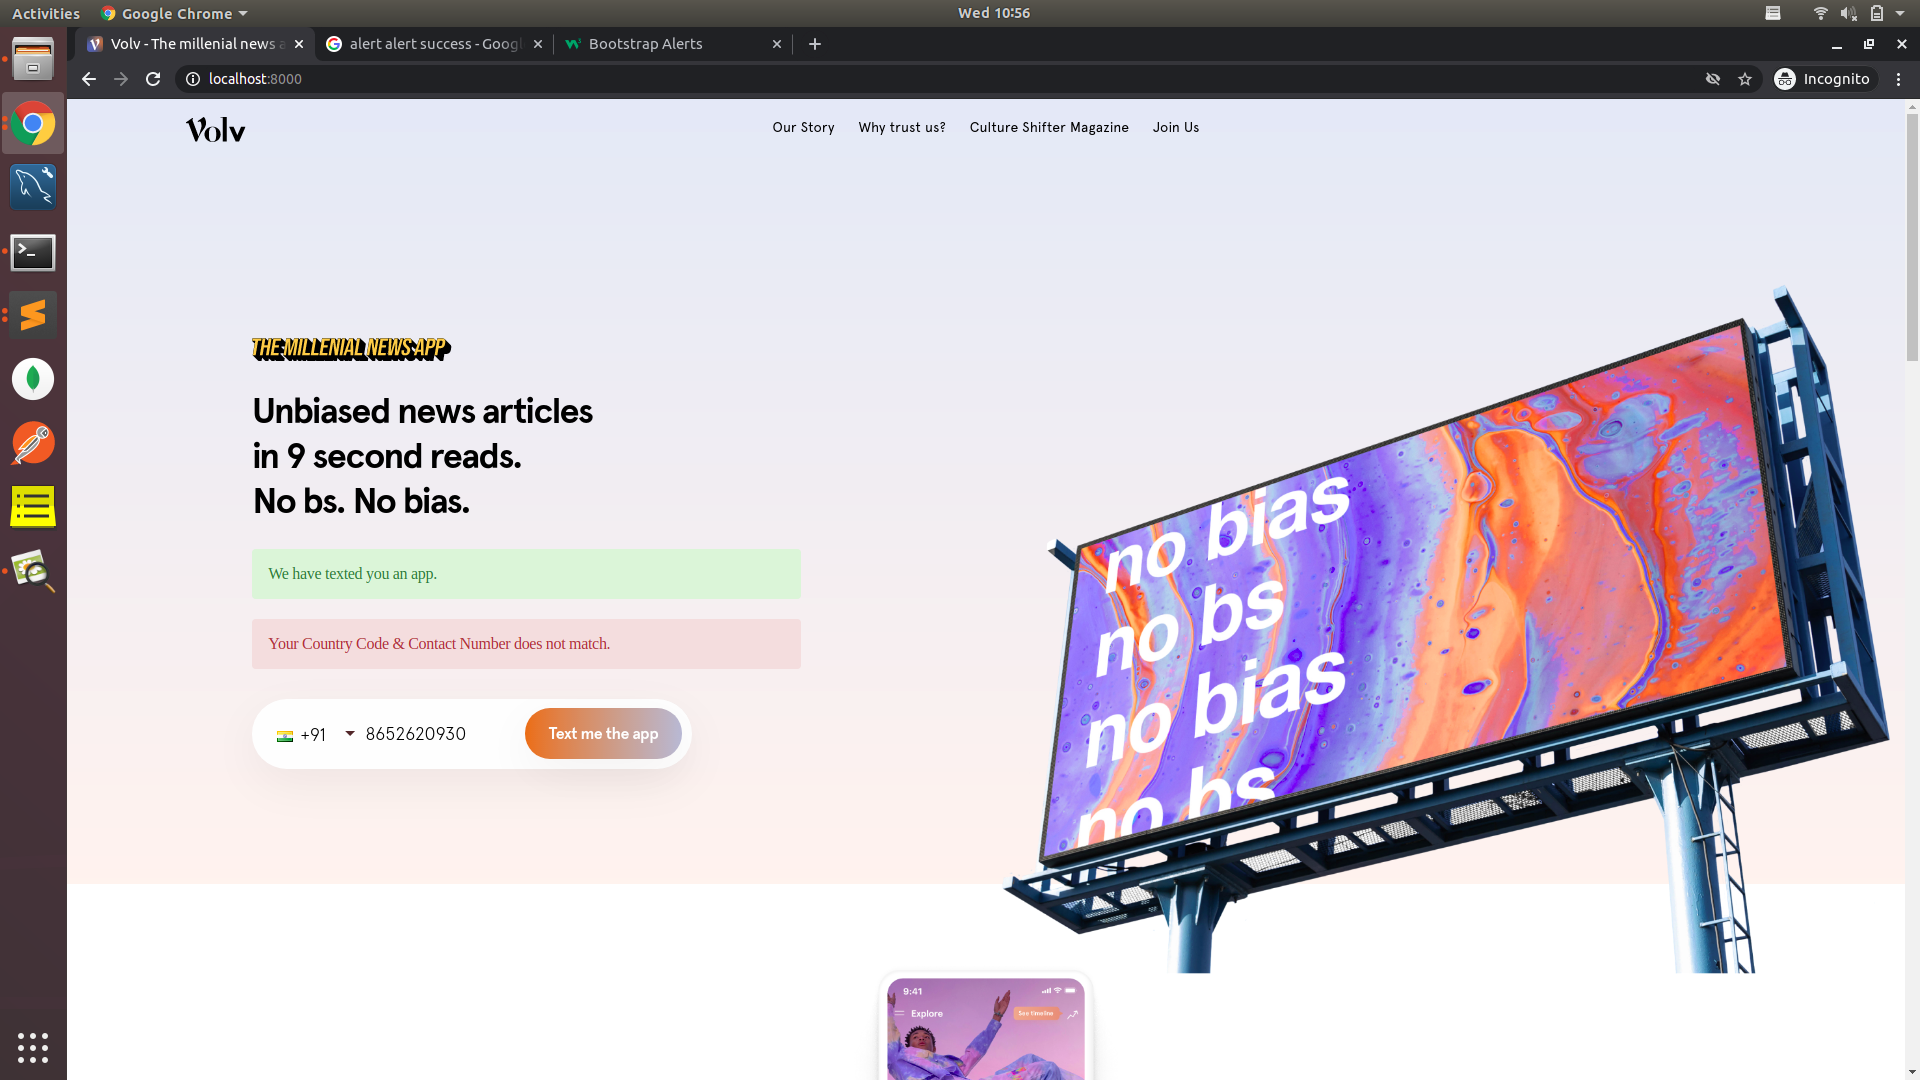 Activities
Google Chrome
Wed 10:56
Volv - The millenial news a
alert alert success - Googl
Bootstrap Alerts
localhost:8000
Incognito
Volv
Our Story
Why trust us?
Culture Shifter Magazine
Join Us
THE MILLENIAL NEWS APP
Unbiased news articles
in 9 second reads.
No bs. No bias.
We have texted you an app.
Your Country Code & Contact Number does not match.
+91
8652620930
Text me the app
no bias
no bs
no bias
no bs
9:41
Explore
See timeline